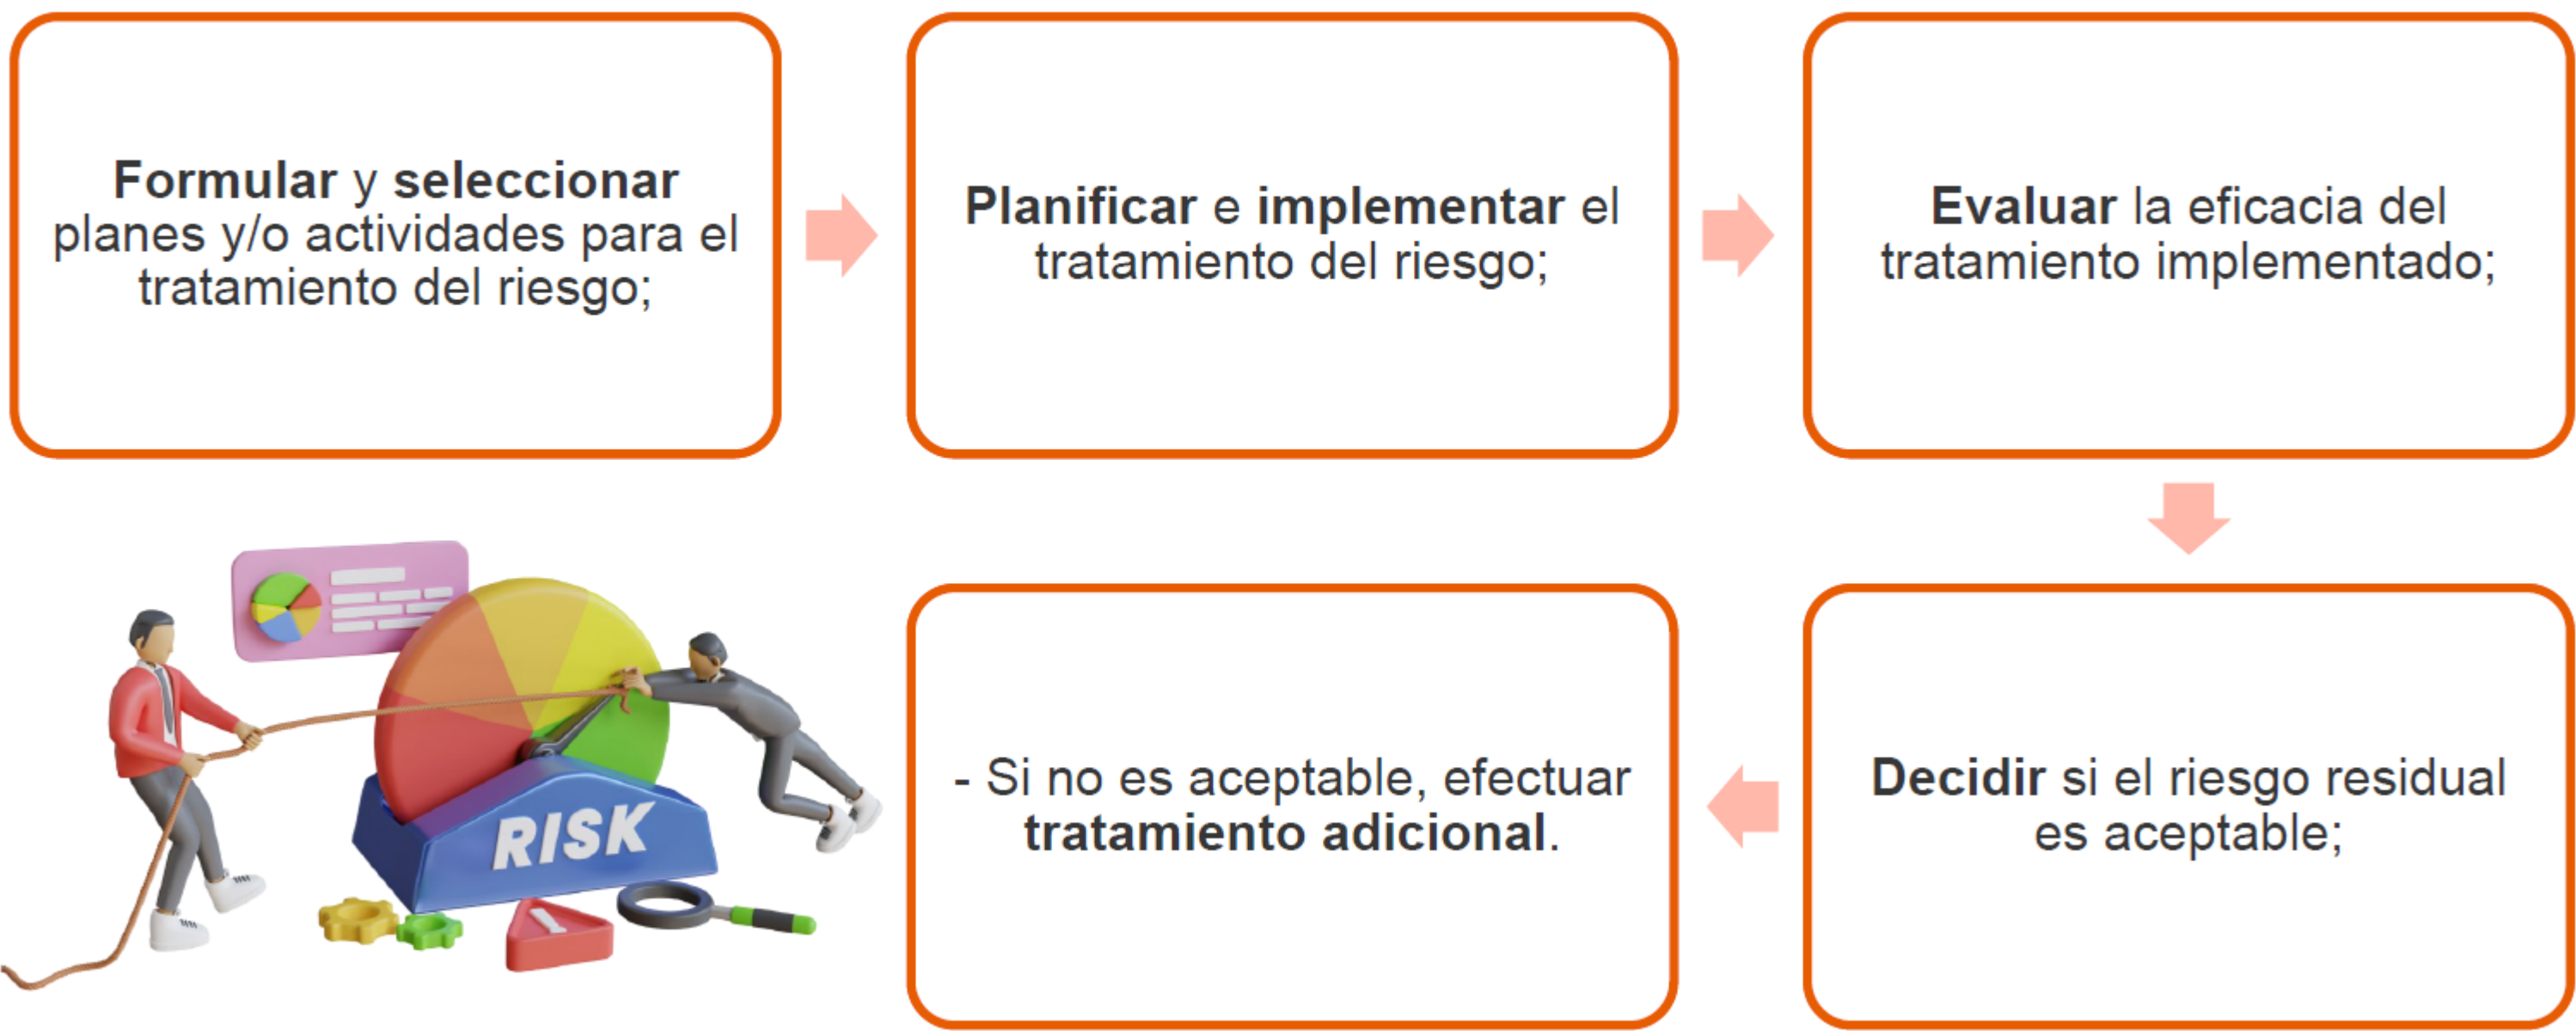 Formular y seleccionar
planes y/o actividades para el
tratamiento del riesgo;
Planificar e implementar el
tratamiento del riesgo;
Evaluar la eficacia del
tratamiento implementado;
Decidir si el riesgo residual
es aceptable;
- Si no es aceptable, efectuar
tratamiento adicional.
RISK